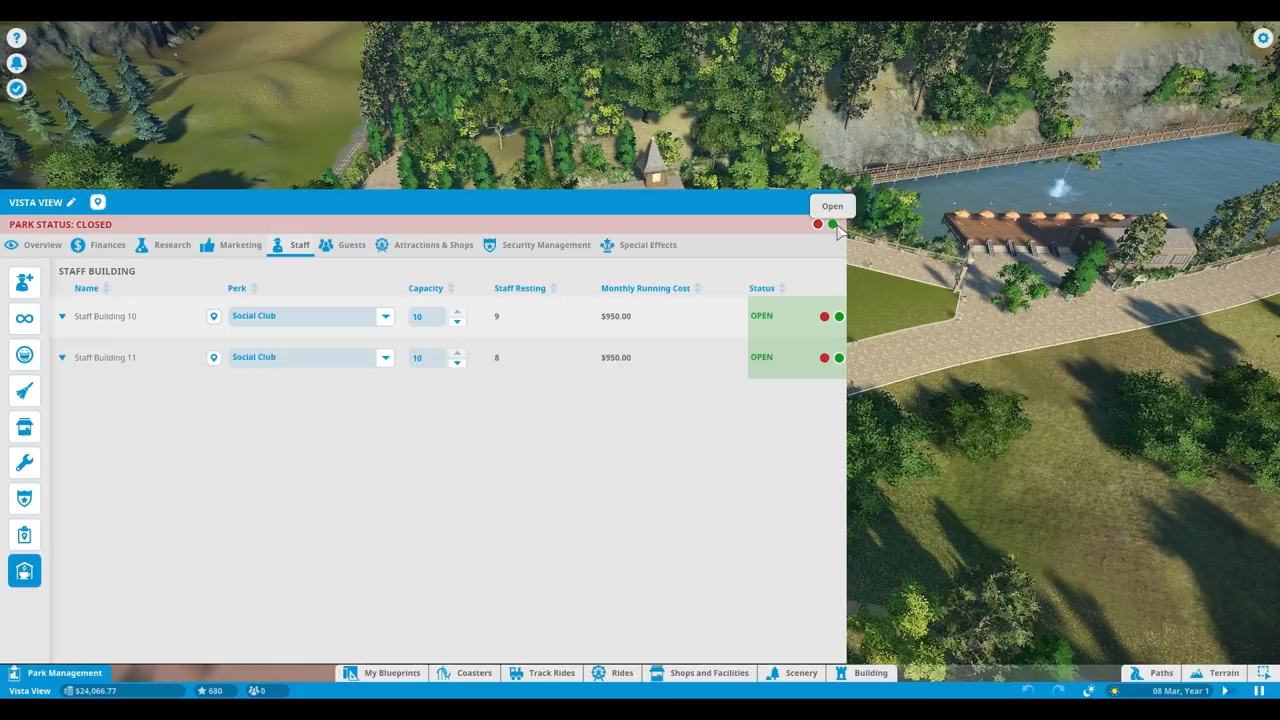 VISTA VIEW
Open
PARK STATUS: CLOSED
Overview Finances Research Marketing Staff Guests Attractions & Shops Security Management Special Effects
STAFF BUILDING
Name Perk Capacity Staff Resting Monthly Running Cost Status
Staff Building 10 Social Club 10 9 $950.00 OPEN
Staff Building 11 Social Club 10 8 $950.00 OPEN
Park Management My Blueprints Coasters Track Rides Rides Shops and Facilities Scenery Building Paths Terrain
Vista View $24,066.77 680 0 08 Mar, Year 1